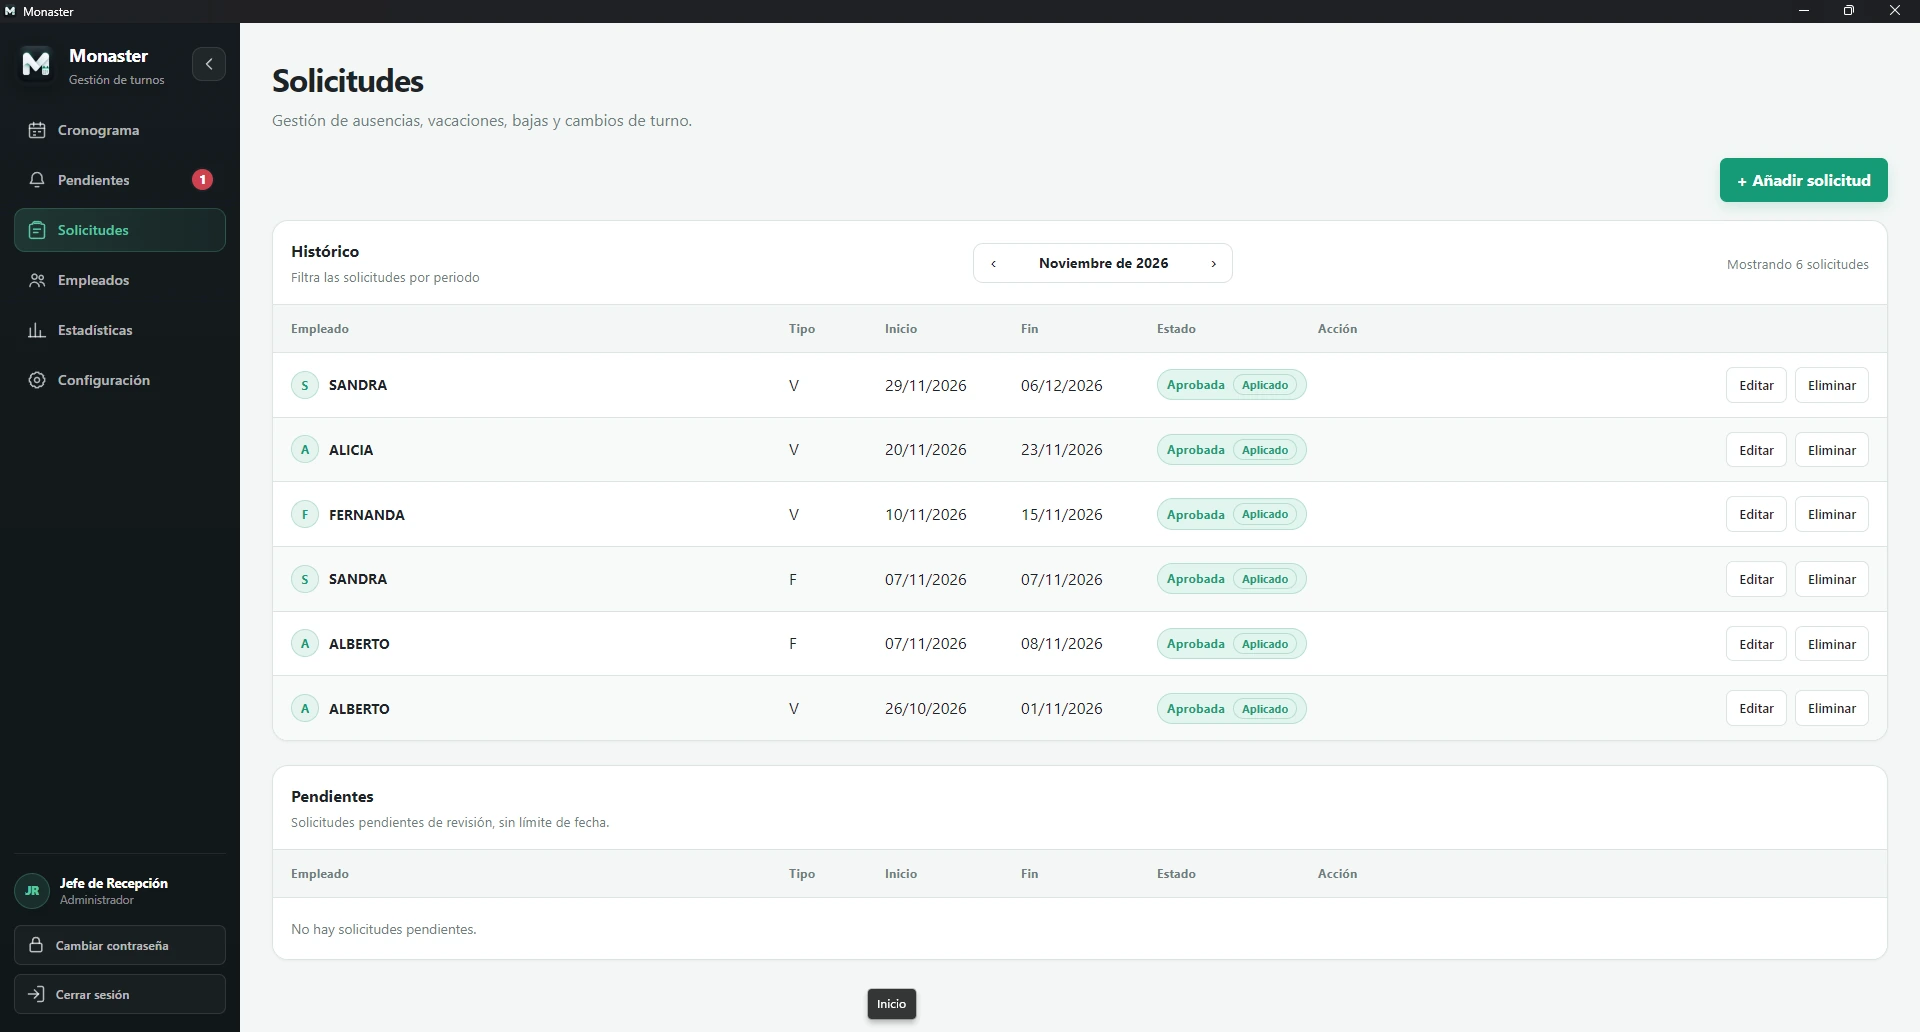 Monaster
Monaster
Gestión de turnos
Cronograma
Pendientes 1
Solicitudes
Empleados
Estadísticas
Configuración
JR
Jefe de Recepción
Administrador
Cambiar contraseña
Cerrar sesión
Solicitudes
Gestión de ausencias, vacaciones, bajas y cambios de turno.
+ Añadir solicitud
Histórico
Filtra las solicitudes por periodo
‹ Noviembre de 2026 ›
Mostrando 6 solicitudes
Empleado Tipo Inicio Fin Estado Acción
S SANDRA V 29/11/2026 06/12/2026 Aprobada Aplicado Editar Eliminar
A ALICIA V 20/11/2026 23/11/2026 Aprobada Aplicado Editar Eliminar
F FERNANDA V 10/11/2026 15/11/2026 Aprobada Aplicado Editar Eliminar
S SANDRA F 07/11/2026 07/11/2026 Aprobada Aplicado Editar Eliminar
A ALBERTO F 07/11/2026 08/11/2026 Aprobada Aplicado Editar Eliminar
A ALBERTO V 26/10/2026 01/11/2026 Aprobada Aplicado Editar Eliminar
Pendientes
Solicitudes pendientes de revisión, sin límite de fecha.
Empleado Tipo Inicio Fin Estado Acción
No hay solicitudes pendientes.
Inicio